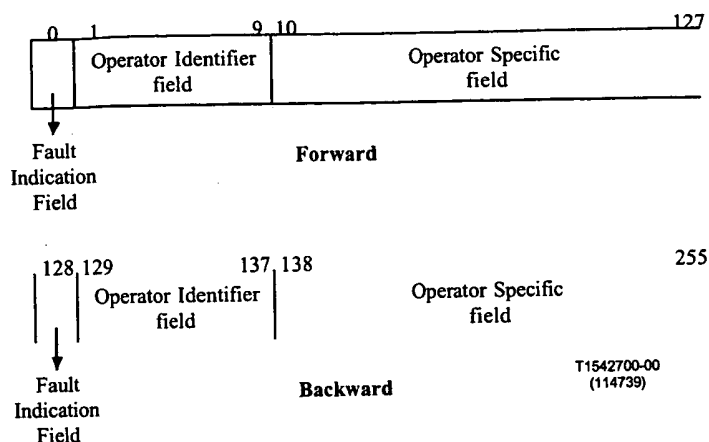 0 1 9 10 127
Operator Identifier field
Operator Specific field
Fault Indication Field
Forward
128 129 137 138 255
Operator Identifier field
Operator Specific field
T1542700-00
(114739)
Fault Indication Field
Backward